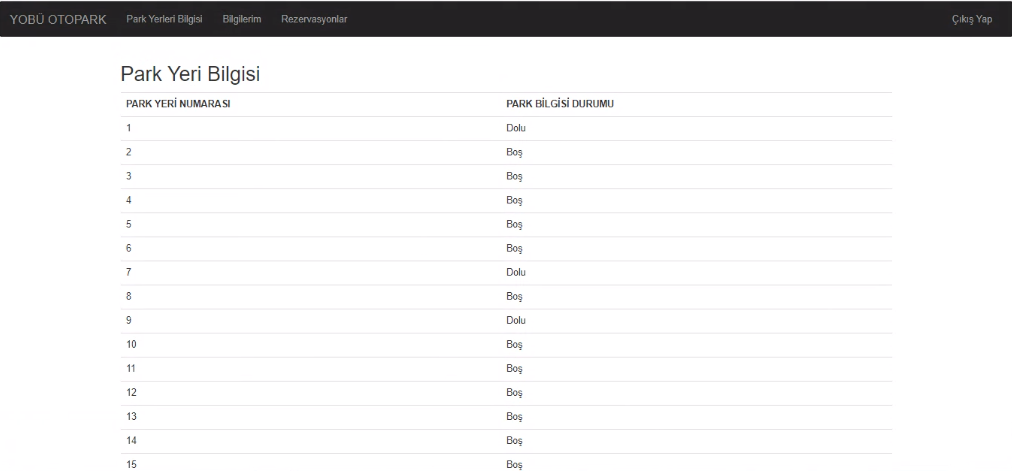 YOBÜ OTOPARK Park Yerleri Bilgisi Bilgilerim Rezervasyonlar Çıkış Yap
Park Yeri Bilgisi
PARK YERİ NUMARASI PARK BİLGİSİ DURUMU
1 Dolu
2 Boş
3 Boş
4 Boş
5 Boş
6 Boş
7 Dolu
8 Boş
9 Dolu
10 Boş
11 Boş
12 Boş
13 Boş
14 Boş
15 Boş